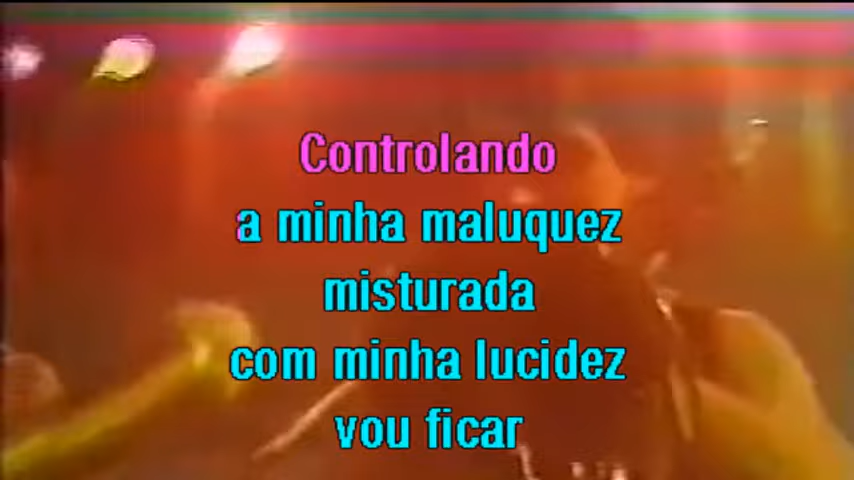 Controlando
a minha maluquez
misturada
com minha lucidez
vou ficar